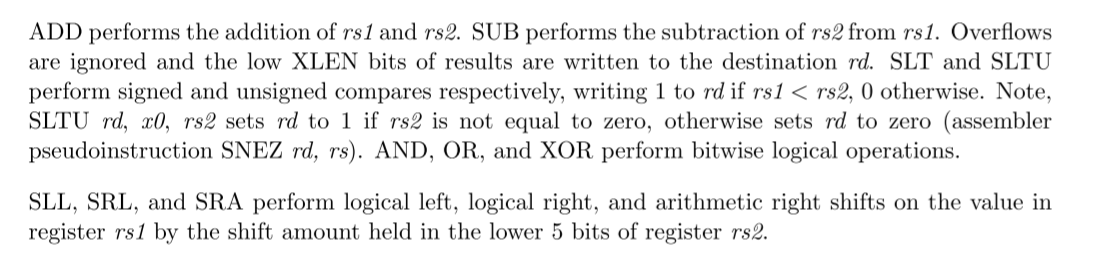 ADD performs the addition of rs1 and rs2. SUB performs the subtraction of rs2 from rs1. Overflows
are ignored and the low XLEN bits of results are written to the destination rd. SLT and SLTU
perform signed and unsigned compares respectively, writing 1 to rd if rs1 < rs2, 0 otherwise. Note,
SLTU rd, x0, rs2 sets rd to 1 if rs2 is not equal to zero, otherwise sets rd to zero (assembler
pseudoinstruction SNEZ rd, rs). AND, OR, and XOR perform bitwise logical operations.
SLL, SRL, and SRA perform logical left, logical right, and arithmetic right shifts on the value in
register rs1 by the shift amount held in the lower 5 bits of register rs2.